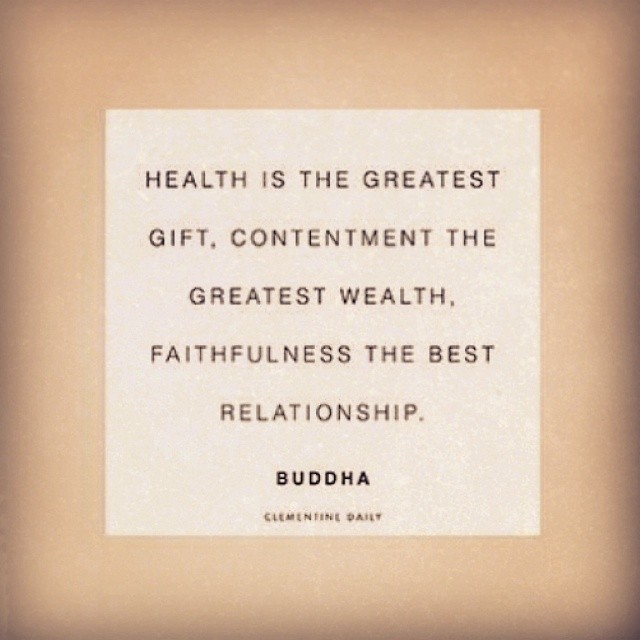 HEALTH IS THE GREATEST
GIFT, CONTENTMENT THE
GREATEST WEALTH,
FAITHFULNESS THE BEST
RELATIONSHIP.
BUDDHA
CLEMENTINE DAILY